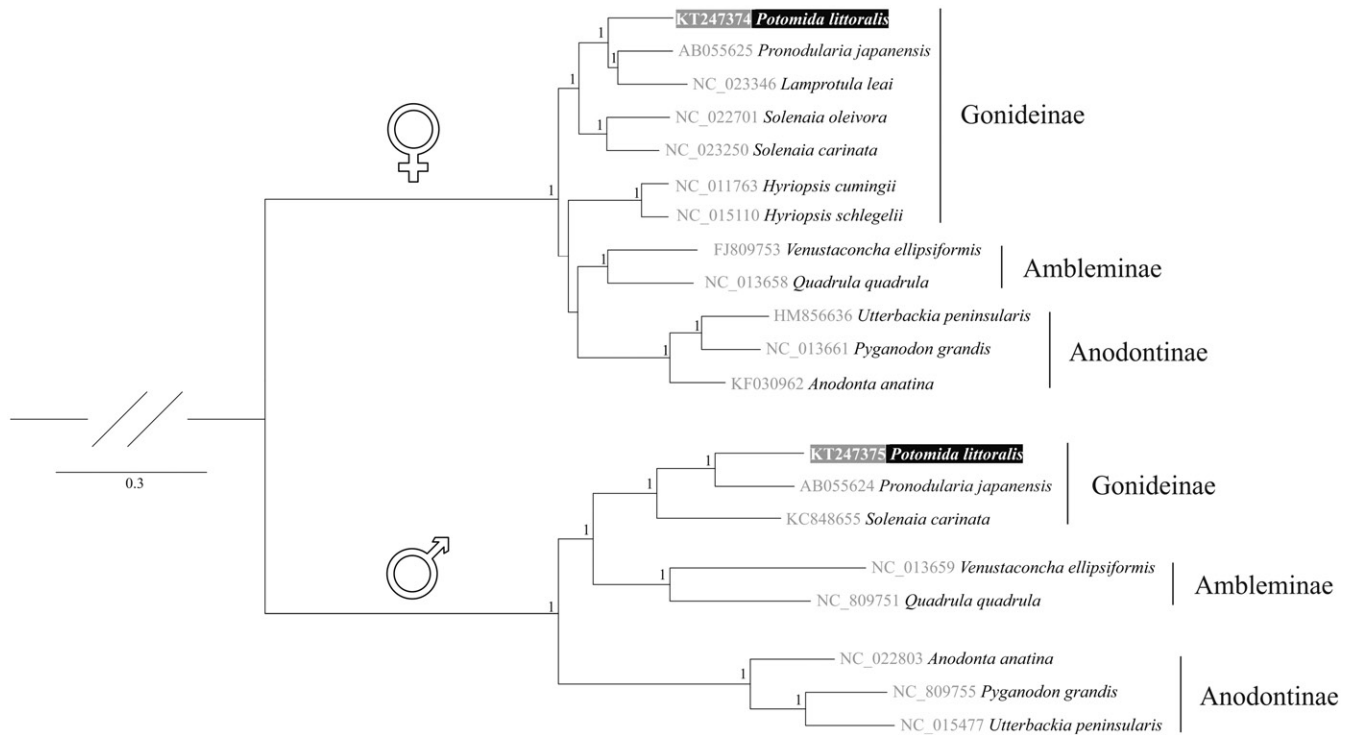 KT247374 Potomida littoralis
1
AB055625 Pronodularia japanensis
1
NC_023346 Lamprotula leai
1
Gonideinae
NC_022701 Solenaia oleivora
1
NC_023250 Solenaia carinata
NC_011763 Hyriopsis cumingii
1
1
NC_015110 Hyriopsis schlegelii
FJ809753 Venustaconcha ellipsiformis
1
Ambleminae
NC_013658 Quadrula quadrula
HM856636 Utterbackia peninsularis
1
NC_013661 Pyganodon grandis
Anodontinae
1
KF030962 Anodonta anatina
KT247375 Potomida littoralis
1
0.3
AB055624 Pronodularia japanensis
Gonideinae
1
KC848655 Solenaia carinata
1
NC_013659 Venustaconcha ellipsiformis
1
Ambleminae
NC_809751 Quadrula quadrula
1
NC_022803 Anodonta anatina
1
NC_809755 Pyganodon grandis
Anodontinae
1
NC_015477 Utterbackia peninsularis